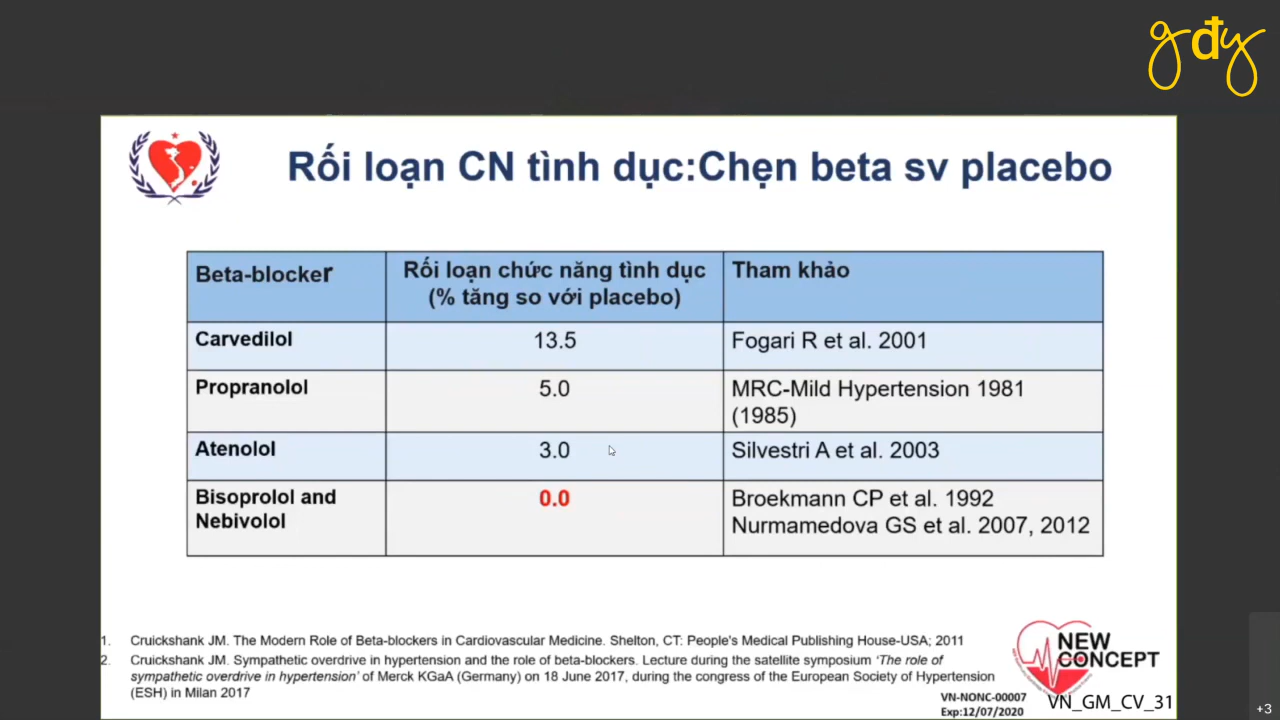 gđy
Rối loạn CN tình dục:Chẹn beta sv placebo
Beta-blocker
Rối loạn chức năng tình dục
(% tăng so với placebo)
Tham khảo
Carvedilol
13.5
Fogari R et al. 2001
Propranolol
5.0
MRC-Mild Hypertension 1981
(1985)
Atenolol
3.0
Silvestri A et al. 2003
Bisoprolol and
Nebivolol
0.0
Broekmann CP et al. 1992
Nurmamedova GS et al. 2007, 2012
1. Cruickshank JM. The Modern Role of Beta-blockers in Cardiovascular Medicine. Shelton, CT: People's Medical Publishing House-USA; 2011
2. Cruickshank JM. Sympathetic overdrive in hypertension and the role of beta-blockers. Lecture during the satellite symposium 'The role of
sympathetic overdrive in hypertension' of Merck KGaA (Germany) on 18 June 2017, during the congress of the European Society of Hypertension
(ESH) in Milan 2017
NEW
CONCEPT
VN-NONC-00007
Exp:12/07/2020
VN_GM_CV_31
+3